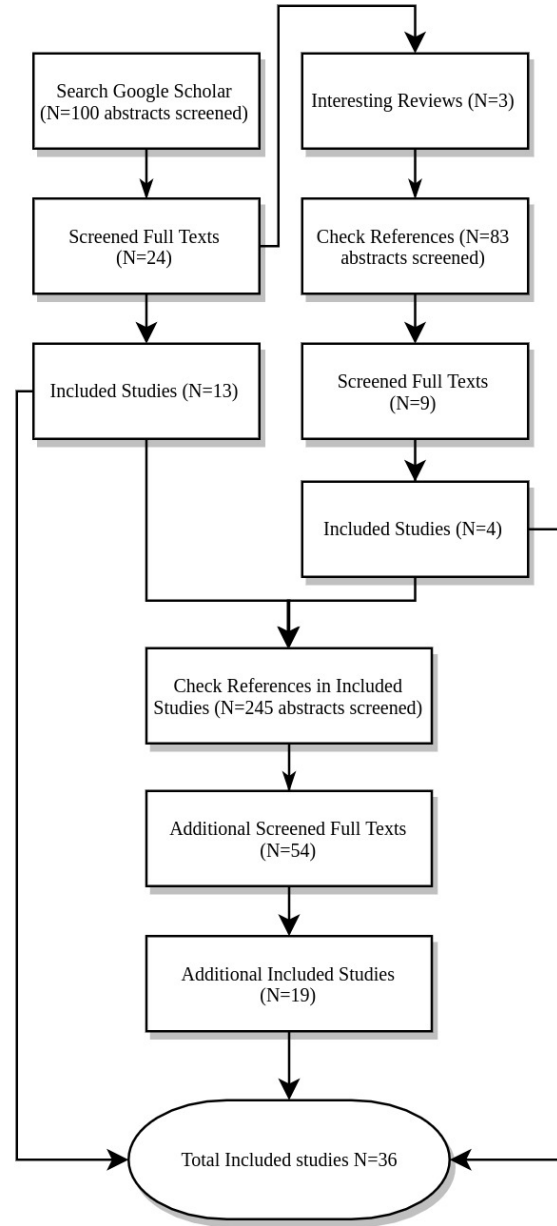 Search Google Scholar
(N=100 abstracts screened)
Screened Full Texts
(N=24)
Included Studies (N=13)
Interesting Reviews (N=3)
Check References (N=83
abstracts screened)
Screened Full Texts
(N=9)
Included Studies (N=4)
Check References in Included
Studies (N=245 abstracts screened)
Additional Screened Full Texts
(N=54)
Additional Included Studies
(N=19)
Total Included studies N=36